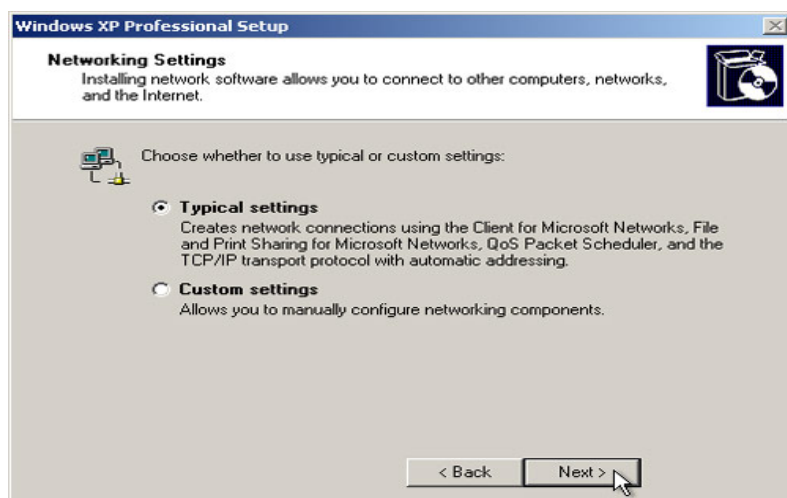 Windows XP Professional Setup
Networking Settings
Installing network software allows you to connect to other computers, networks,
and the Internet.
Choose whether to use typical or custom settings:
Typical settings
Creates network connections using the Client for Microsoft Networks, File
and Print Sharing for Microsoft Networks, QoS Packet Scheduler, and the
TCP/IP transport protocol with automatic addressing.
Custom settings
Allows you to manually configure networking components.
< Back Next >